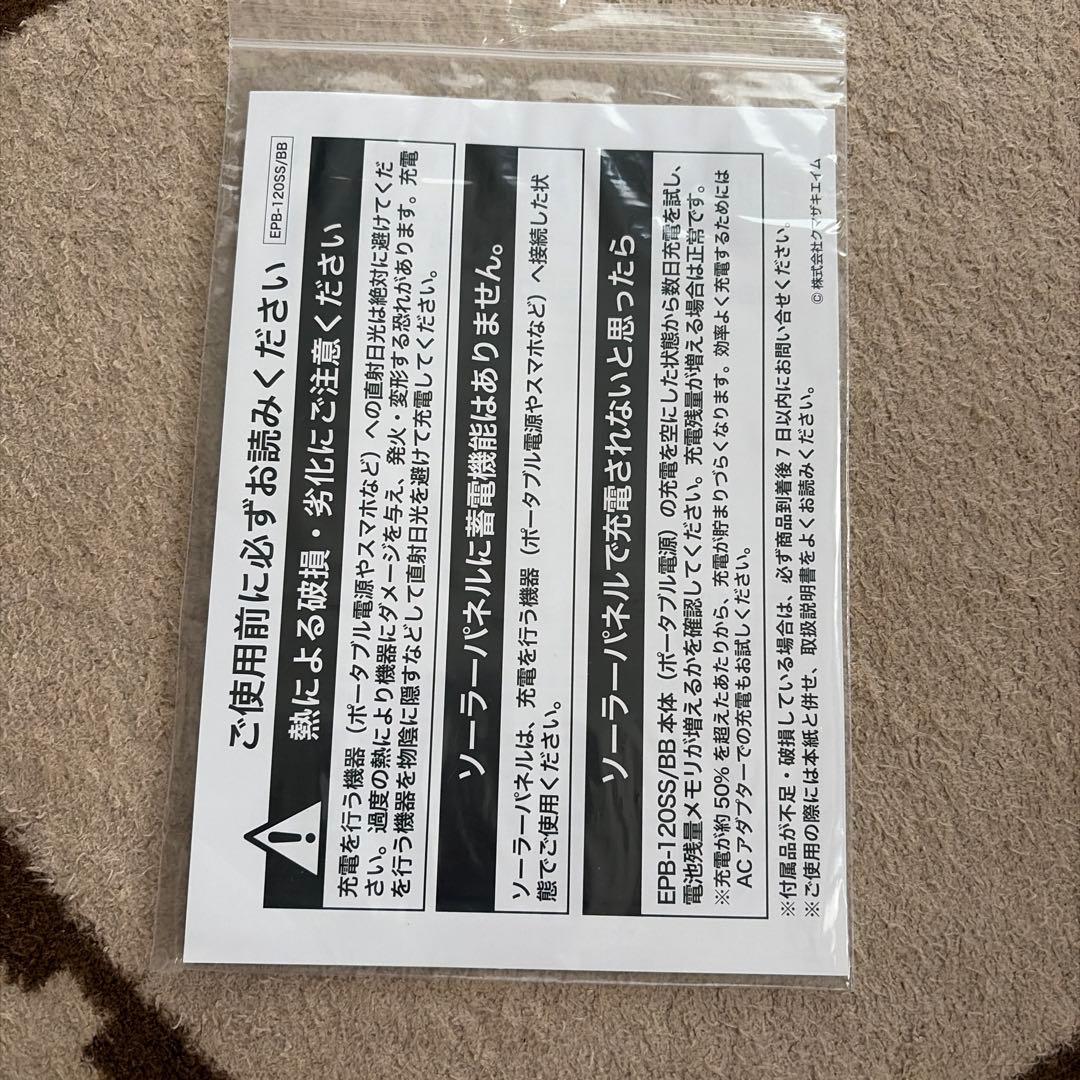 ご使用前に必ずお読みください
EPB-120SS/BB
熱による破損・劣化にご注意ください
充電を行う機器（ポータブル電源やスマホなど）への直射日光は絶対に避けてくだ
さい。過度の熱により機器にダメージを与え、発火・変形する恐れがあります。充電
を行う機器を物陰に隠すなどして直射日光を避けて充電してください。
ソーラーパネルに蓄電機能はありません。
ソーラーパネルは、充電を行う機器（ポータブル電源やスマホなど）へ接続した状
態でご使用ください。
ソーラーパネルで充電されないと思ったら
EPB-120SS/BB 本体（ポータブル電源）の充電を空にした状態から数日充電を試し、
電池残量メモリが増えるかを確認してください。充電残量が増える場合は正常です。
※充電が約 50% を超えたあたりから、充電が貯まりづらくなります。効率よく充電するためには
AC アダプターでの充電もお試しください。
※付属品が不足・破損している場合は、必ず商品到着後 7 日以内にお問い合せください。
※ご使用の際には本紙と併せ、取扱説明書をよくお読みください。
© 株式会社クマザキエイム